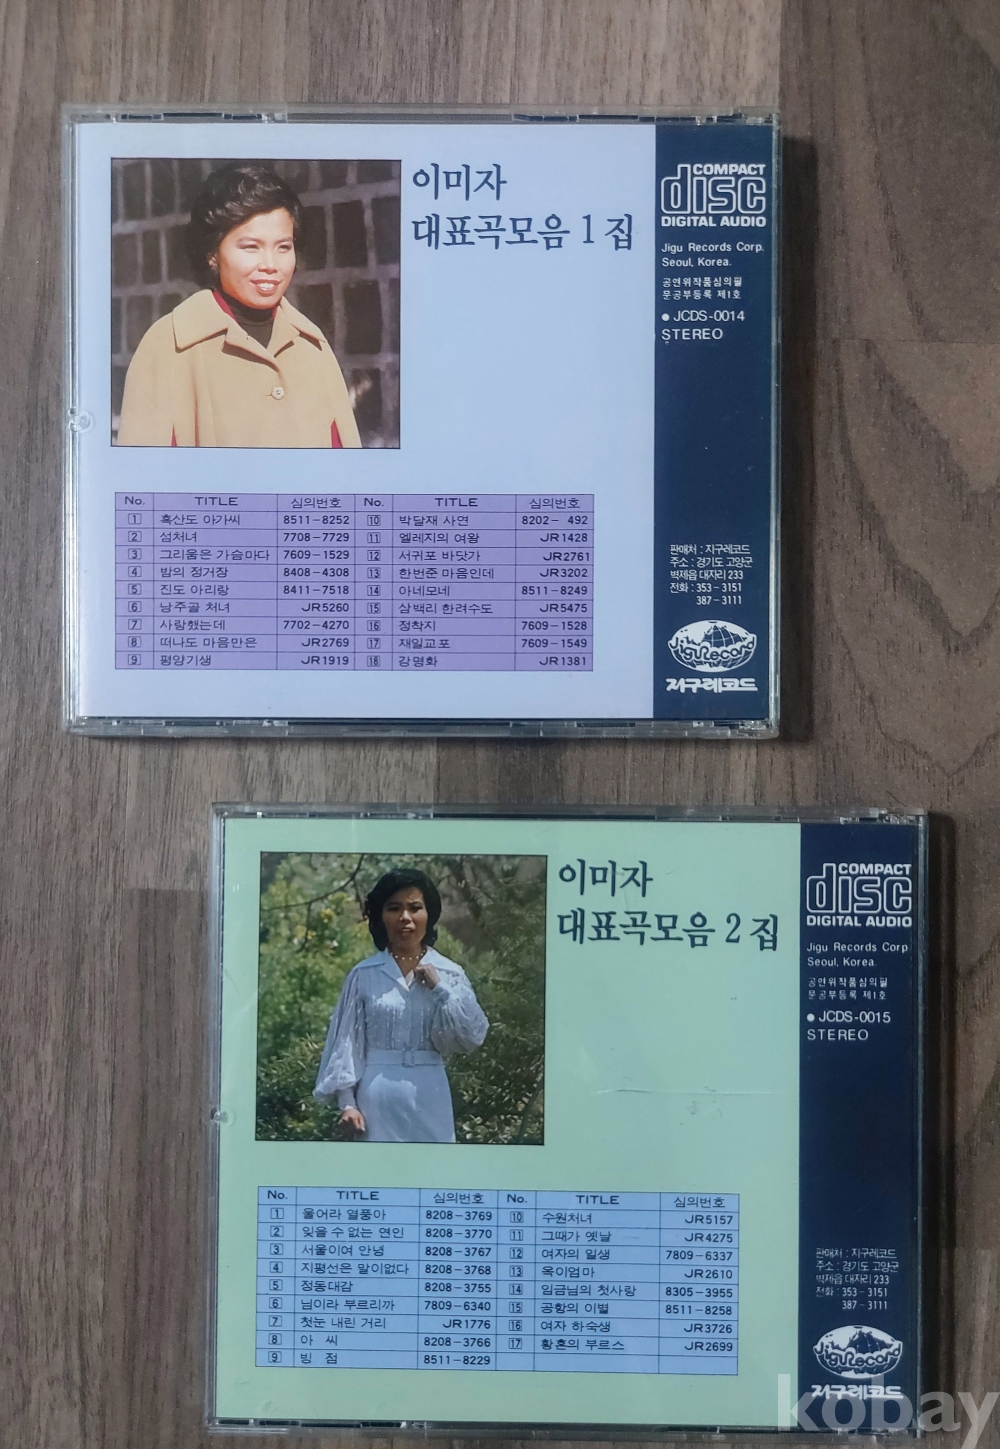 이미자
대표곡모음 1 집
COMPACT
disc
DIGITAL AUDIO
Jigu Records Corp.
Seoul, Korea.
공연위작품심의필
문공부등록 제1호
● JCDS-0014
STEREO
No. TITLE 심의번호 No. TITLE 심의번호
1 흑산도 아가씨 8511-8252 10 박달재 사연 8202- 492
2 섬처녀 7708-7729 11 엘레지의 여왕 JR1428
3 그리움은 가슴마다 7609-1529 12 서귀포 바닷가 JR2761
4 밤의 정거장 8408-4308 13 한번준 마음인데 JR3202
5 진도 아리랑 8411-7518 14 아네모네 8511-8249
6 낭주골 처녀 JR5260 15 삼백리 한려수도 JR5475
7 사랑했는데 7702-4270 16 정착지 7609-1528
8 떠나도 마음만은 JR2769 17 재일교포 7609-1549
9 평양기생 JR1919 18 강명화 JR1381
판매처 : 지구레코드
주소 : 경기도 고양군
벽제읍 대자리 233
전화 : 353-3151
387-3111
JiguRecord
지구레코드
이미자
대표곡모음 2 집
COMPACT
disc
DIGITAL AUDIO
Jigu Records Corp
Seoul, Korea.
공연위작품심의필
문공부등록 제1호
● JCDS-0015
STEREO
No. TITLE 심의번호 No. TITLE 심의번호
1 울어라 열풍아 8208-3769 10 수원처녀 JR5157
2 잊을 수 없는 연인 8208-3770 11 그때가 옛날 JR4275
3 서울이여 안녕 8208-3767 12 여자의 일생 7809-6337
4 지평선은 말이없다 8208-3768 13 옥이엄마 JR2610
5 정동대감 8208-3755 14 임금님의 첫사랑 8305-3955
6 님이라 부르리까 7809-6340 15 공항의 이별 8511-8258
7 첫눈 내린 거리 JR1776 16 여자 하숙생 JR3726
8 아 씨 8208-3766 17 황혼의 부르스 JR2699
9 빙 점 8511-8229
판매처 : 지구레코드
주소 : 경기도 고양군
벽제읍 대자리 233
전화 : 353-3151
387-3111
JiguRecord
지구레코드
kobay